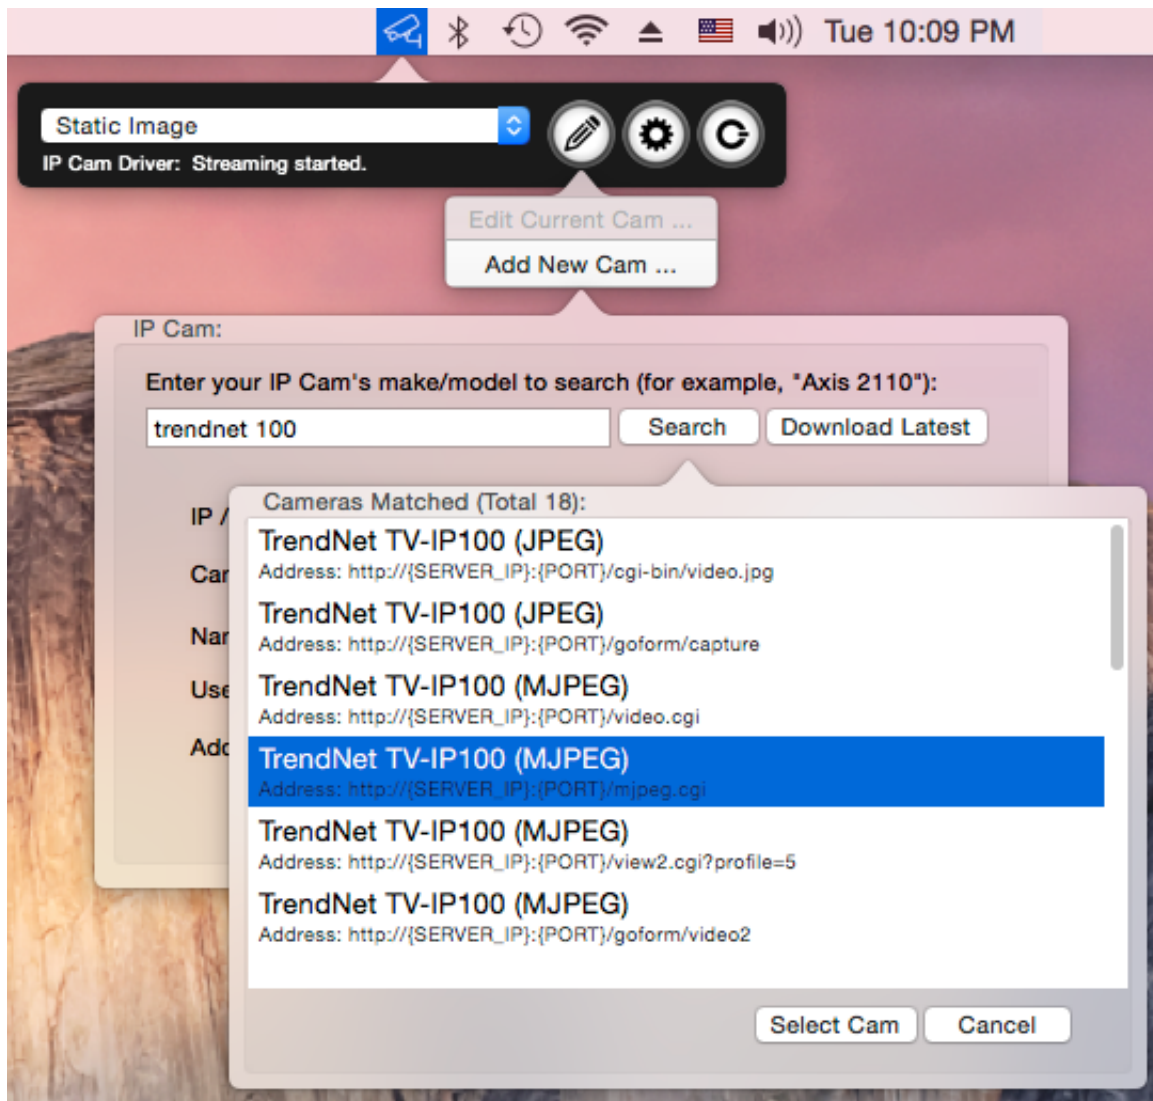 Tue 10:09 PM
Static Image
IP Cam Driver: Streaming started.
Edit Current Cam ...
Add New Cam ...
IP Cam:
Enter your IP Cam's make/model to search (for example, "Axis 2110"):
trendnet 100
Search
Download Latest
IP /
Cameras Matched (Total 18):
TrendNet TV-IP100 (JPEG)
Address: http://{SERVER_IP}:{PORT}/cgi-bin/video.jpg
TrendNet TV-IP100 (JPEG)
Address: http://{SERVER_IP}:{PORT}/goform/capture
TrendNet TV-IP100 (MJPEG)
Address: http://{SERVER_IP}:{PORT}/video.cgi
TrendNet TV-IP100 (MJPEG)
Address: http://{SERVER_IP}:{PORT}/mjpeg.cgi
TrendNet TV-IP100 (MJPEG)
Address: http://{SERVER_IP}:{PORT}/view2.cgi?profile=5
TrendNet TV-IP100 (MJPEG)
Address: http://{SERVER_IP}:{PORT}/goform/video2
Select Cam
Cancel